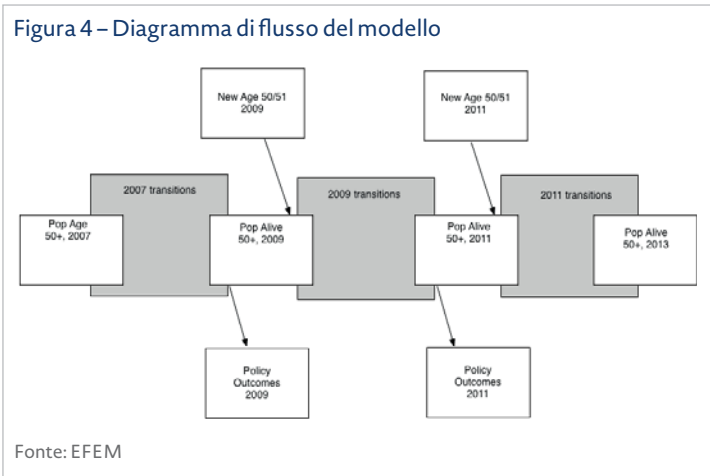 Figura 4 – Diagramma di flusso del modello
New Age 50/51
2009
New Age 50/51
2011
2007 transitions
2009 transitions
2011 transitions
Pop Age
50+, 2007
Pop Alive
50+, 2009
Pop Alive
50+, 2011
Pop Alive
50+, 2013
Policy
Outcomes
2009
Policy
Outcomes
2011
Fonte: EFEM